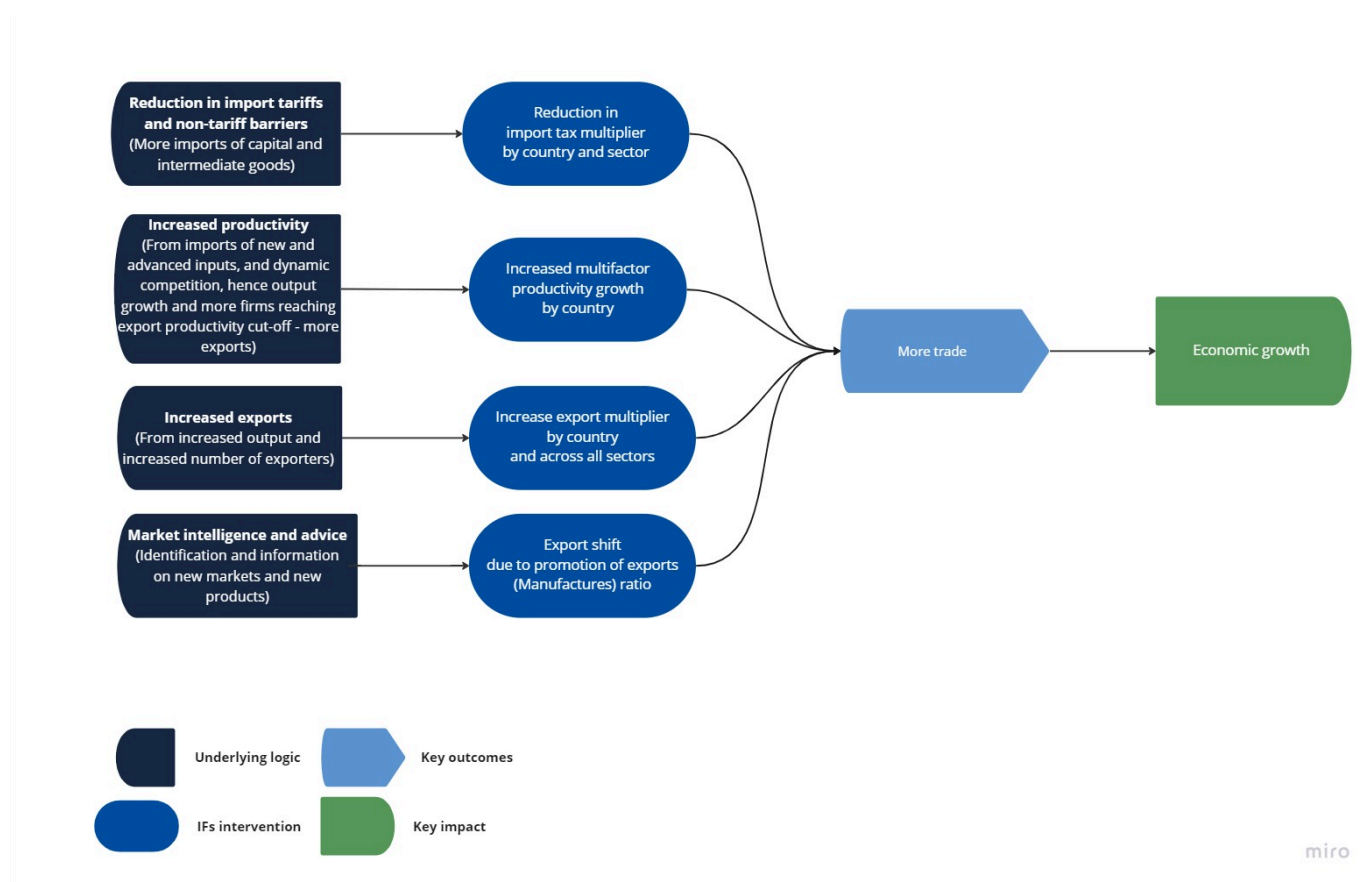 Reduction in import tariffs
and non-tariff barriers
(More imports of capital and
intermediate goods)
Reduction in
import tax multiplier
by country and sector
Increased productivity
(From imports of new and
advanced inputs, and dynamic
competition, hence output
growth and more firms reaching
export productivity cut-off - more
exports)
Increased multifactor
productivity growth
by country
More trade
Economic growth
Increased exports
(From increased output and
increased number of exporters)
Increase export multiplier
by country
and across all sectors
Market intelligence and advice
(Identification and information
on new markets and new
products)
Export shift
due to promotion of exports
(Manufactures) ratio
Underlying logic
Key outcomes
IFs intervention
Key impact
miro